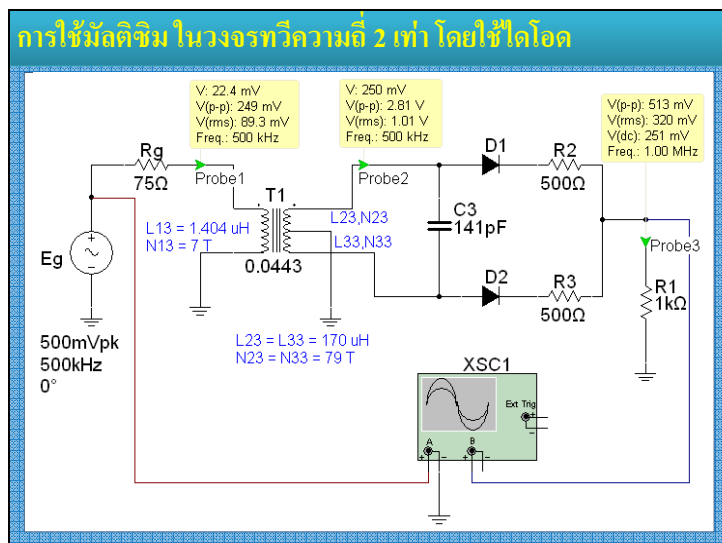 การใช้มัลติซิม ในวงจรทวีความถี่ 2 เท่า โดยใช้ไดโอด
V: 22.4 mV
V(p-p): 249 mV
V(rms): 89.3 mV
Freq.: 500 kHz
V: 250 mV
V(p-p): 2.81 V
V(rms): 1.01 V
Freq.: 500 kHz
V(p-p): 513 mV
V(rms): 320 mV
V(dc): 251 mV
Freq.: 1.00 MHz
Rg
75Ω
Probe1
Probe2
D1
R2
500Ω
T1
L13 = 1.404 uH
N13 = 7 T
L23,N23
L33,N33
0.0443
C3
141pF
Probe3
Eg
D2
R3
500Ω
R1
1kΩ
500mVpk
500kHz
0°
L23 = L33 = 170 uH
N23 = N33 = 79 T
XSC1
Ext Trig
+
−
A
B
+ − + −